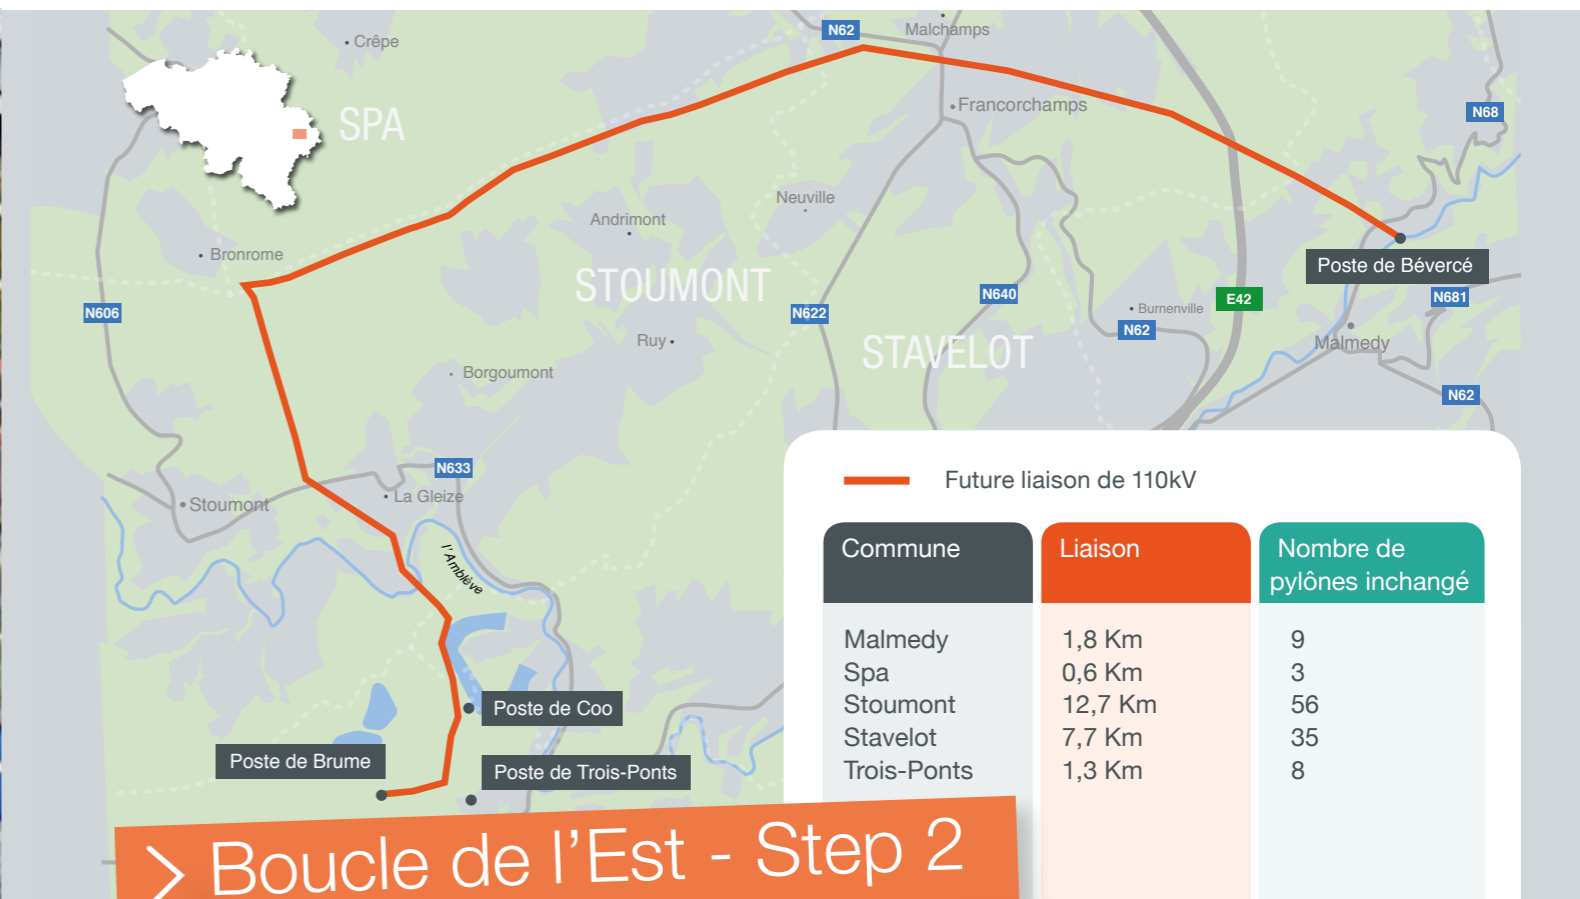 N62
Malchamps
Crêpe
SPA
Francorchamps
N68
Neuville
Andrimont
Bronrome
Poste de Bévercé
STOUMONT
N606
N622
N640
E42
N681
Burnenville
N62
Ruy
STAVELOT
Malmedy
Borgoumont
N62
N633
La Gleize
Stoumont
l'Amblève
Poste de Coo
Poste de Brume
Poste de Trois-Ponts
Future liaison de 110kV
Commune Liaison Nombre de
pylônes inchangé
Malmedy 1,8 Km 9
Spa 0,6 Km 3
Stoumont 12,7 Km 56
Stavelot 7,7 Km 35
Trois-Ponts 1,3 Km 8
> Boucle de l'Est - Step 2